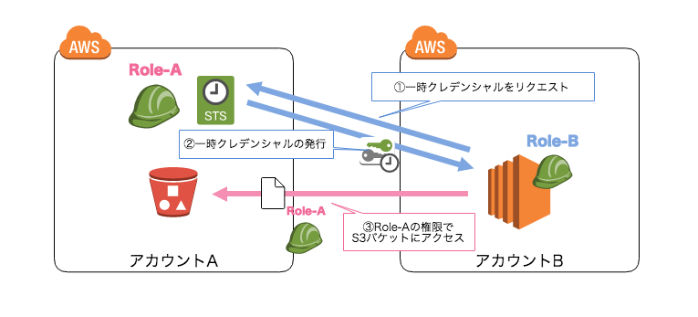 AWS
AWS
Role-A
STS
①一時クレデンシャルをリクエスト
②一時クレデンシャルの発行
Role-B
Role-A
③Role-Aの権限で
S3バケットにアクセス
アカウントA
アカウントB